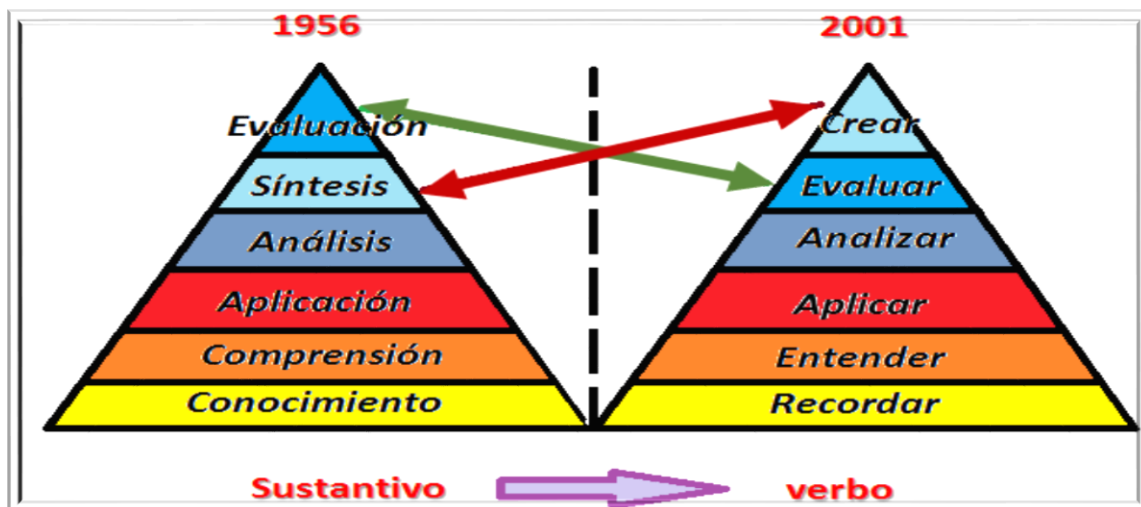 1956
2001
Evaluación
Síntesis
Análisis
Aplicación
Comprensión
Conocimiento
Crear
Evaluar
Analizar
Aplicar
Entender
Recordar
Sustantivo
verbo